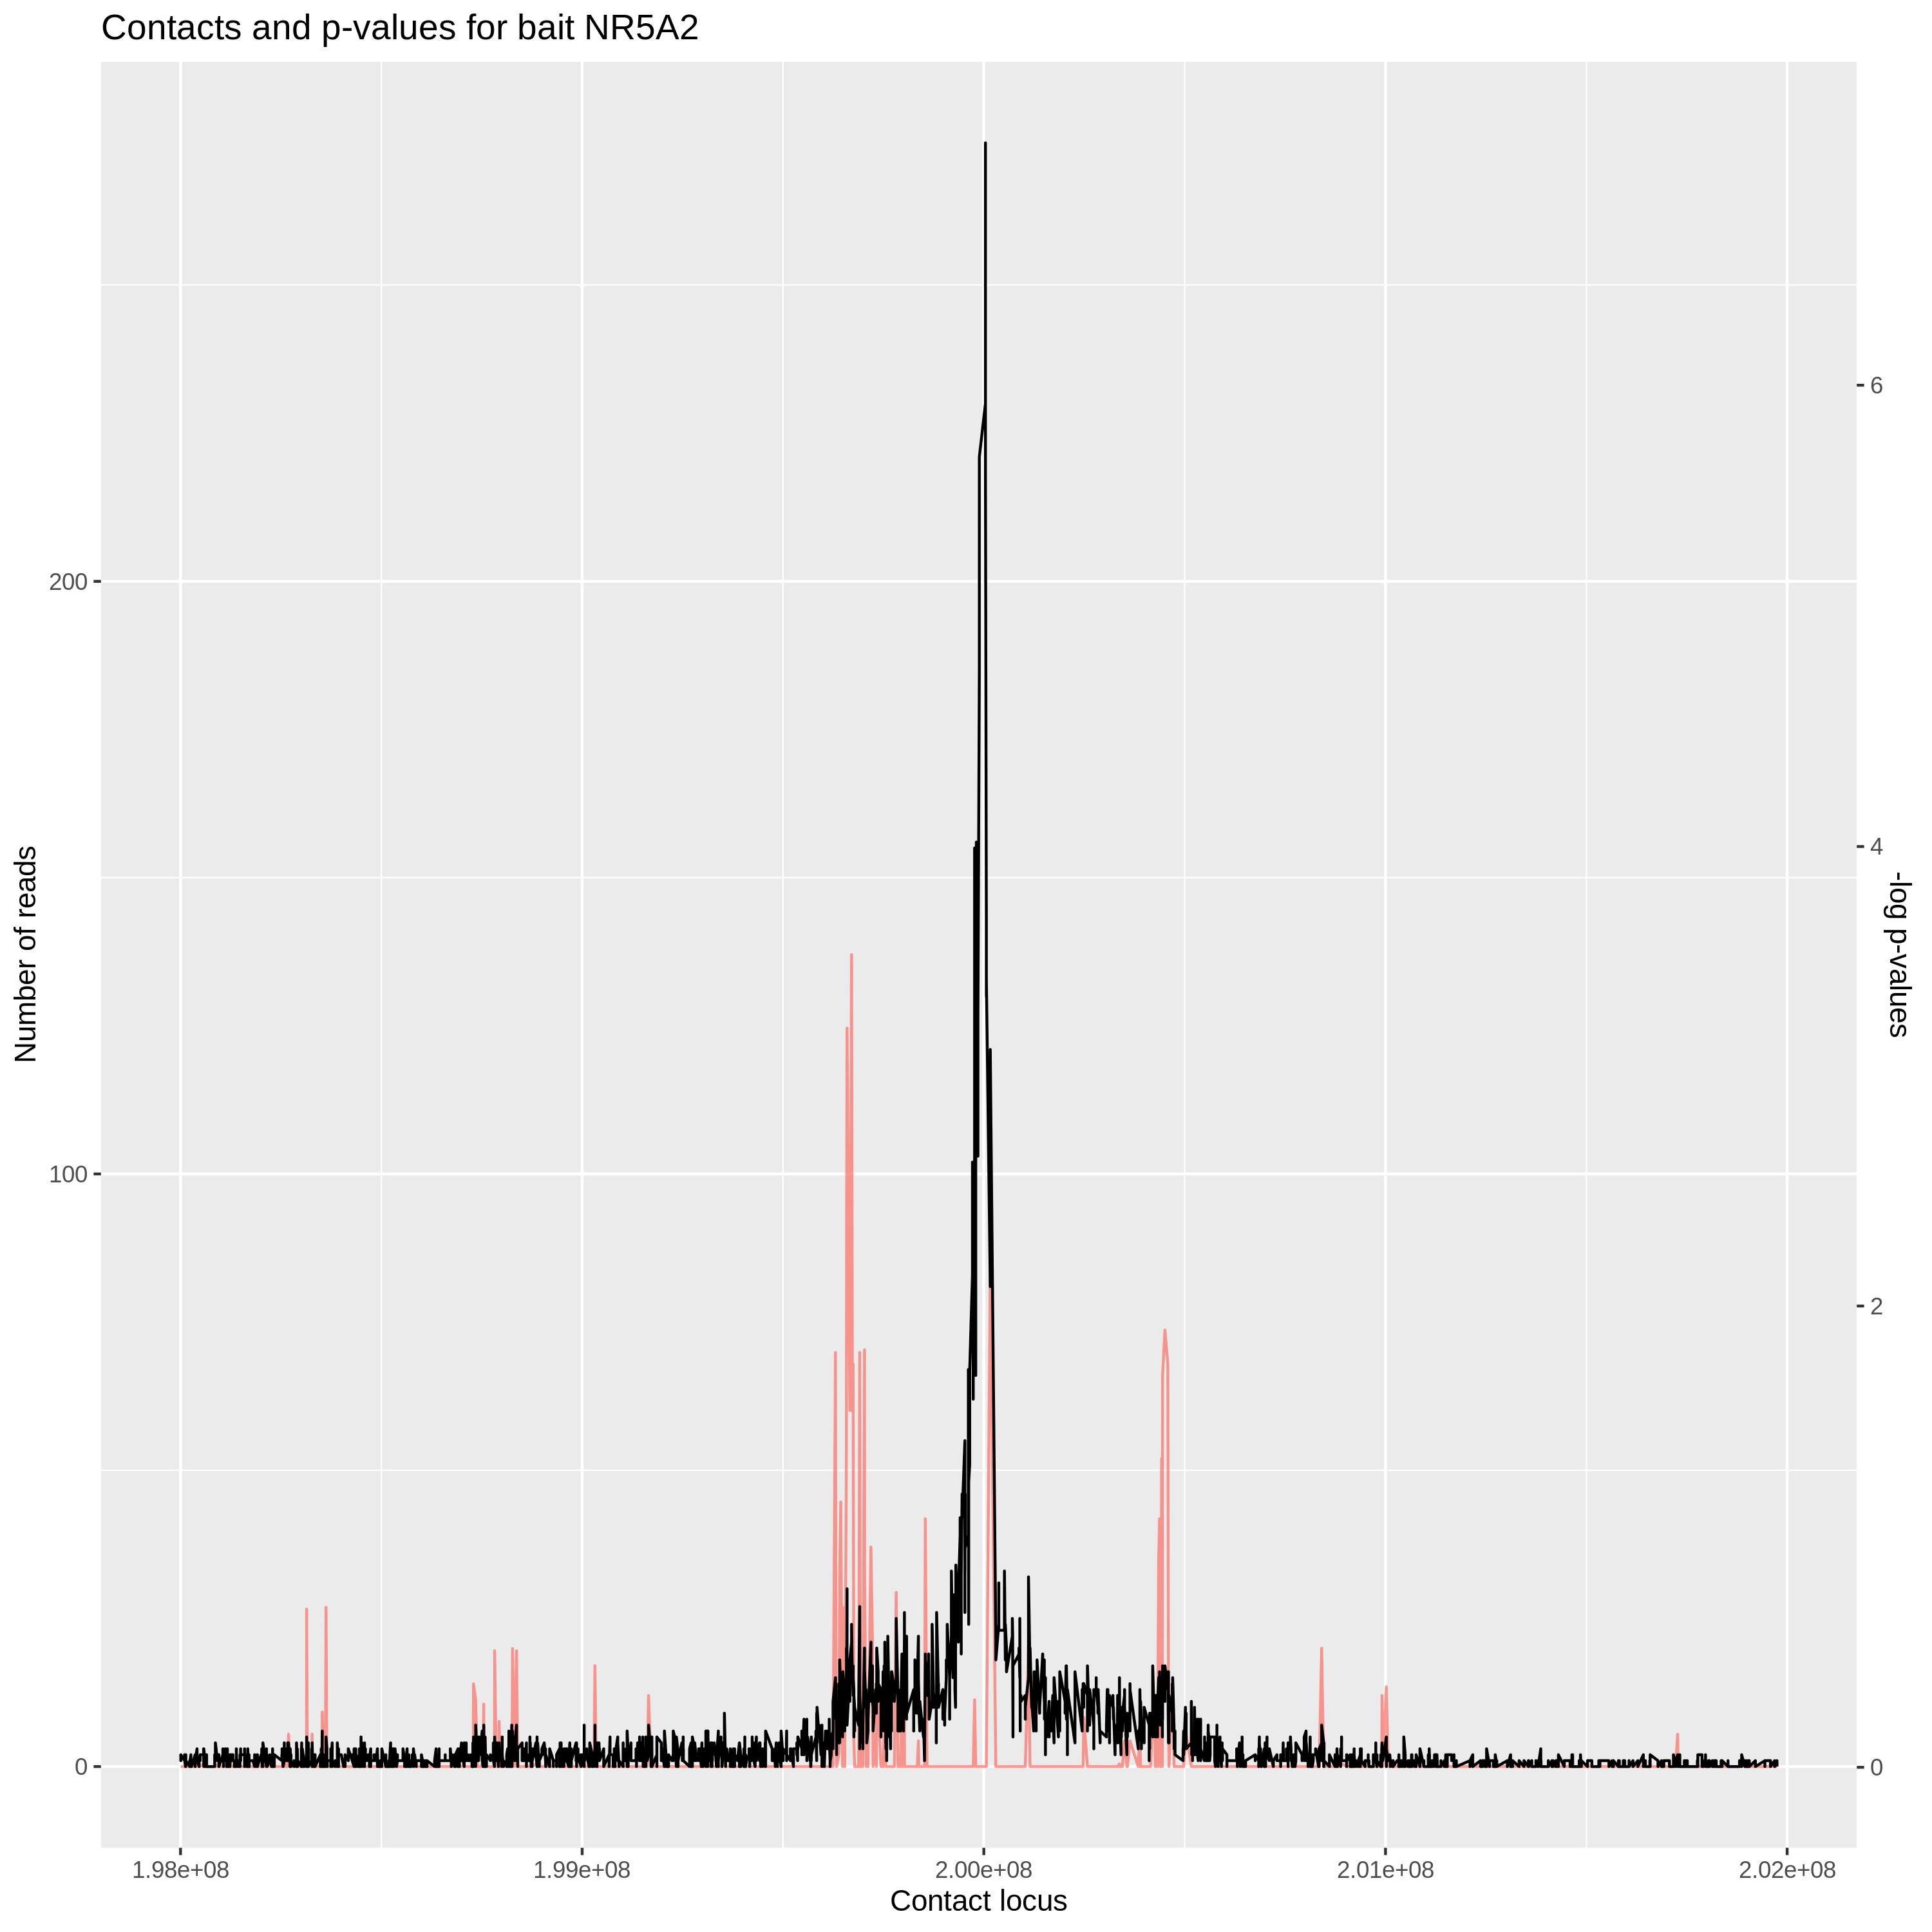 Contacts and p-values for bait NR5A2
Number of reads
200
100
0
6
4
2
0
-log p-values
1.98e+08
1.99e+08
2.00e+08
2.01e+08
2.02e+08
Contact locus